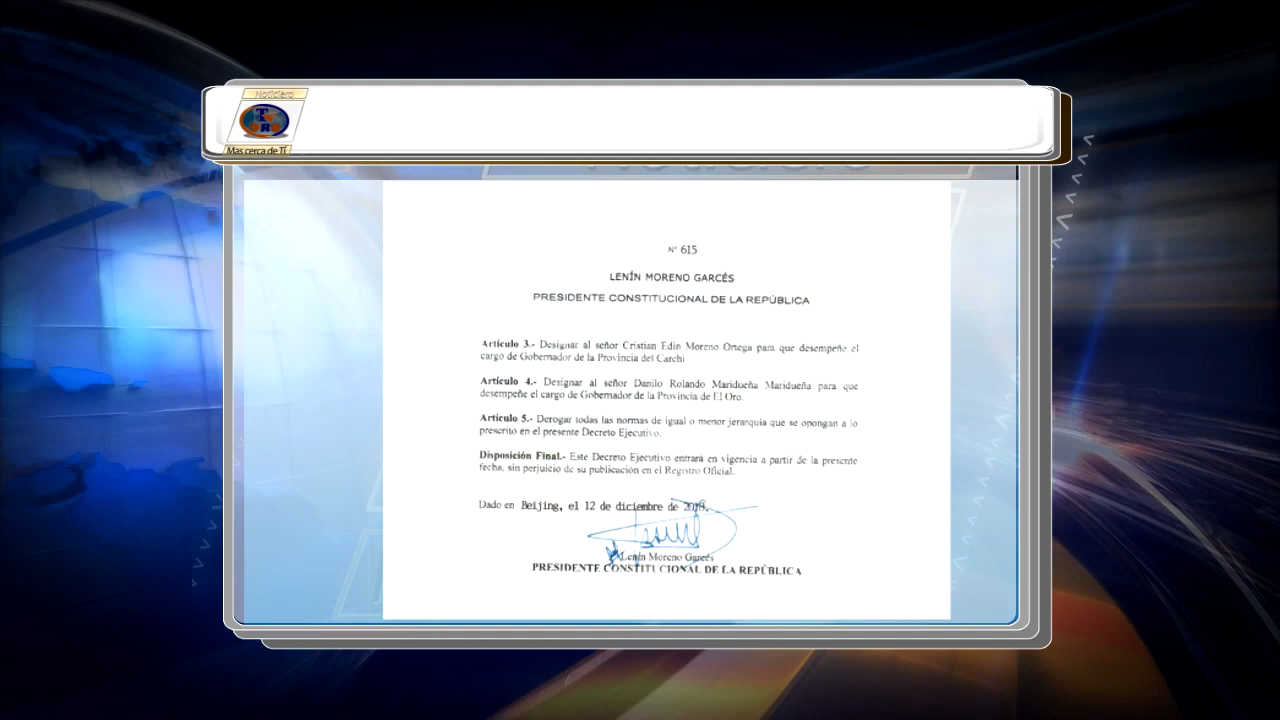 Noticiero
Mas cerca de Tí
Nº 615
LENÍN MORENO GARCÉS
PRESIDENTE CONSTITUCIONAL DE LA REPÚBLICA
Artículo 3.- Designar al señor Cristian Edin Moreno Ortega para que desempeñe el
cargo de Gobernador de la Provincia del Carchi
Artículo 4.- Designar al señor Danilo Rolando Maridueña Maridueña para que
desempeñe el cargo de Gobernador de la Provincia de El Oro.
Artículo 5.- Derogar todas las normas de igual o menor jerarquía que se opongan a lo
prescrito en el presente Decreto Ejecutivo.
Disposición Final.- Este Decreto Ejecutivo entrará en vigencia a partir de la presente
fecha, sin perjuicio de su publicación en el Registro Oficial.
Dado en Beijing, el 12 de diciembre de 2018.
Lenín Moreno Garcés
PRESIDENTE CONSTITUCIONAL DE LA REPÚBLICA